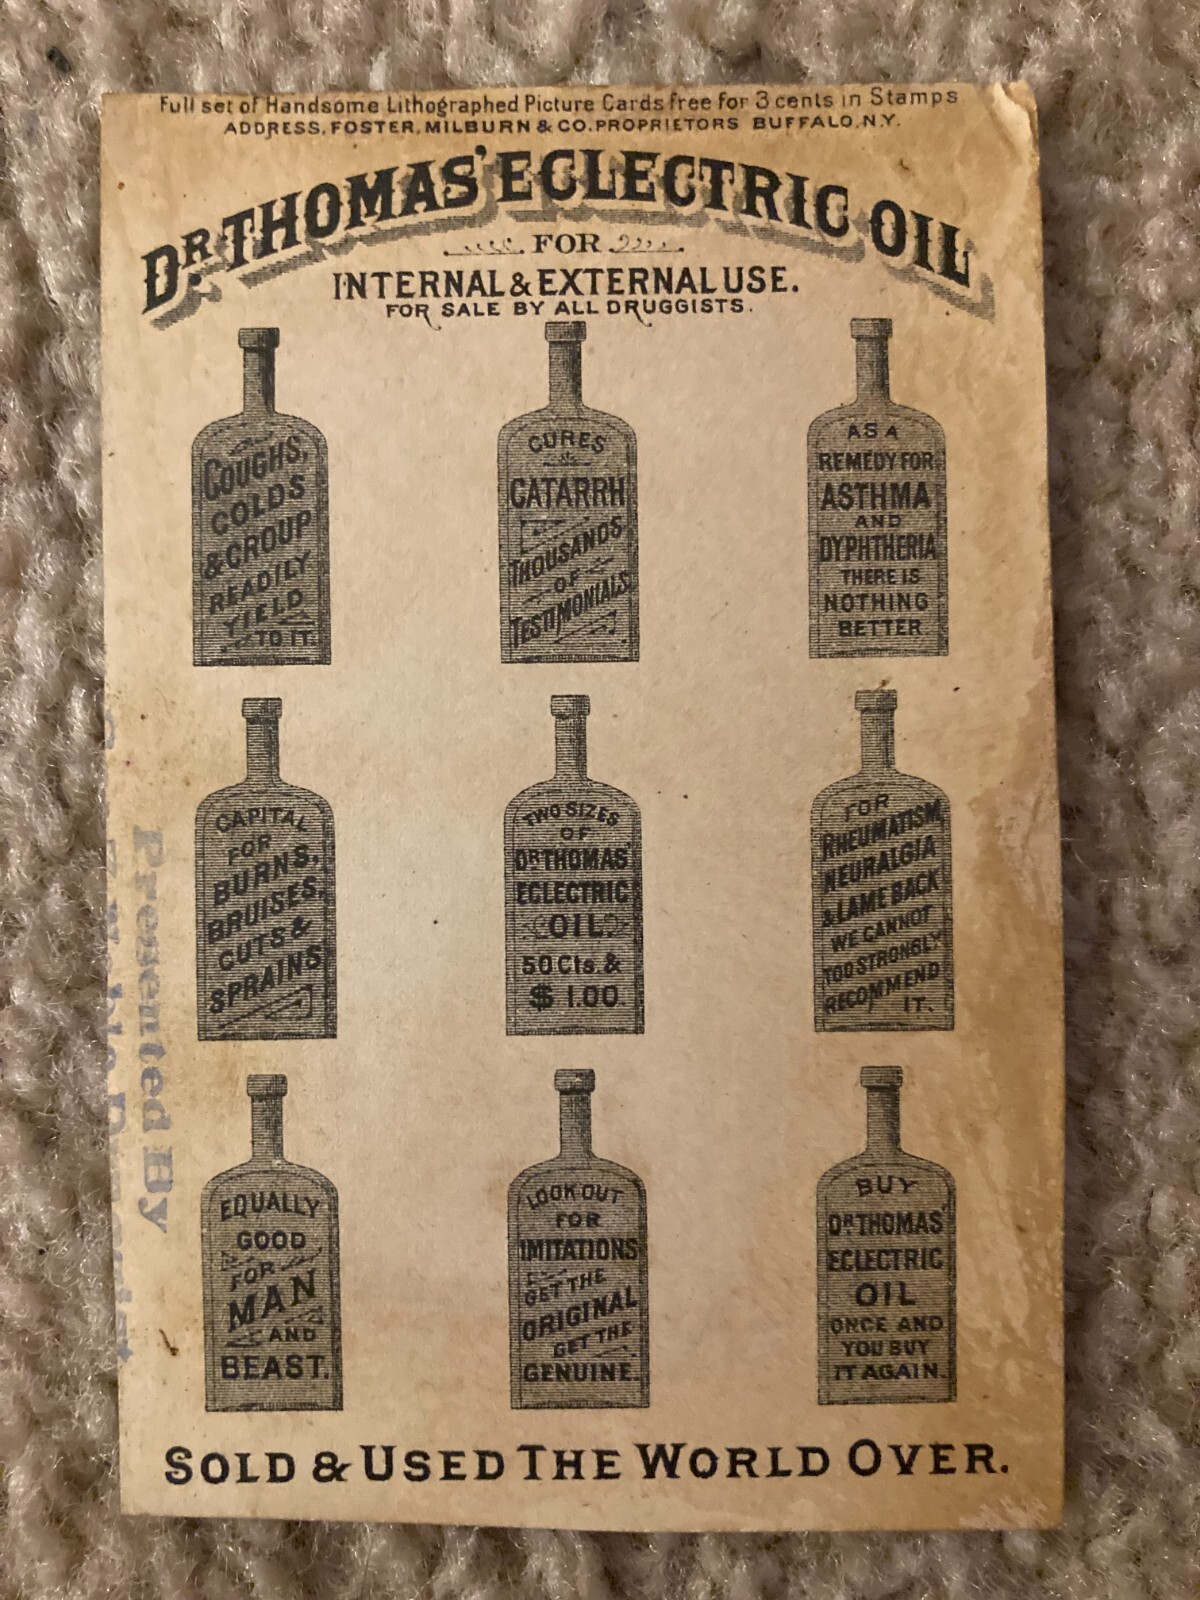 Full set of Handsome Lithographed Picture Cards free for 3 cents in Stamps
ADDRESS, FOSTER, MILBURN & CO. PROPRIETORS BUFFALO, N.Y.
DR THOMAS' ECLECTRIC OIL
FOR
INTERNAL & EXTERNAL USE.
FOR SALE BY ALL DRUGGISTS.
COUGHS,
COLDS
& CROUP
READILY
YIELD
TO IT.
CURES
CATARRH
THOUSANDS
OF
TESTIMONIALS
AS A
REMEDY FOR
ASTHMA
AND
DYPHTHERIA
THERE IS
NOTHING
BETTER
CAPITAL
FOR
BURNS,
BRUISES,
CUTS &
SPRAINS
TWO SIZES
OF
DR THOMAS'
ECLECTRIC
OIL
50 Cts. &
$ 1.00.
FOR
RHEUMATISM,
NEURALGIA
& LAME BACK
WE CANNOT
TOO STRONGLY
RECOMMEND
IT.
EQUALLY
GOOD
FOR
MAN
AND
BEAST.
LOOK OUT
FOR
IMITATIONS
GET THE
ORIGINAL
GET THE
GENUINE.
BUY
DR THOMAS'
ECLECTRIC
OIL
ONCE AND
YOU BUY
IT AGAIN.
SOLD & USED THE WORLD OVER.
Presented By